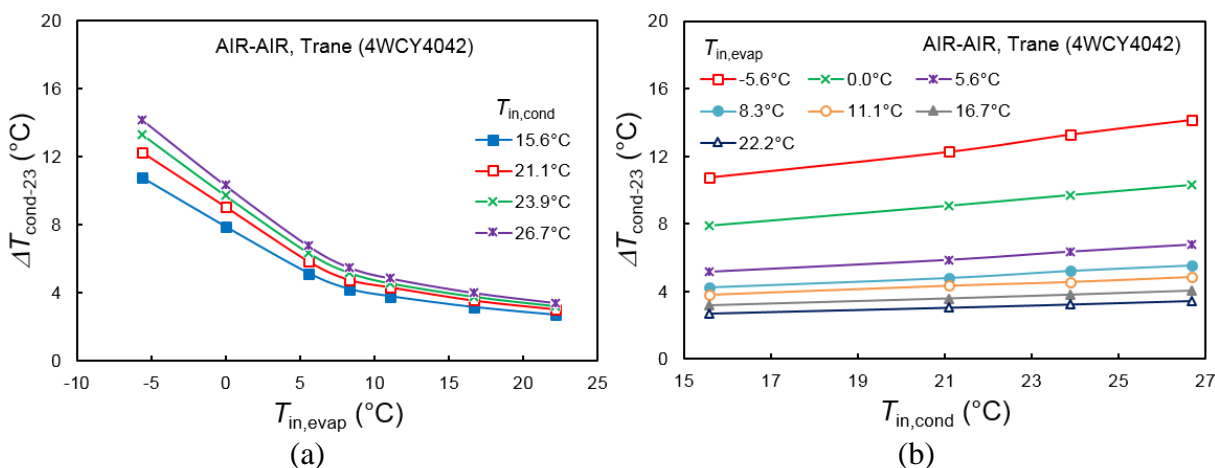 AIR-AIR, Trane (4WCY4042)
ΔTcond-23 (°C)
20
16
12
8
4
0
Tin,cond
15.6°C
21.1°C
23.9°C
26.7°C
-10 -5 0 5 10 15 20 25
Tin,evap (°C)
(a)
Tin,evap AIR-AIR, Trane (4WCY4042)
-5.6°C 0.0°C 5.6°C
8.3°C 11.1°C 16.7°C
22.2°C
ΔTcond-23 (°C)
20
16
12
8
4
0
15 17 19 21 23 25 27
Tin,cond (°C)
(b)